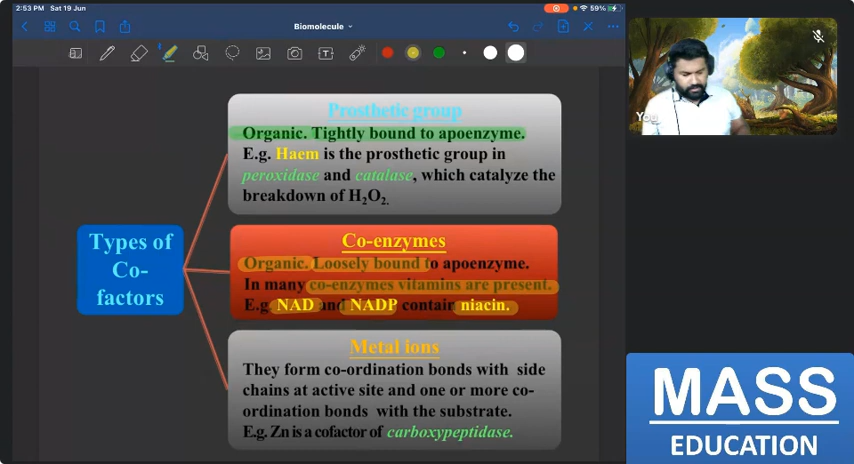 2:53 PM Sat 19 Jun
59%
Biomolecule
Prosthetic group
Organic. Tightly bound to apoenzyme.
E.g. Haem is the prosthetic group in
peroxidase and catalase, which catalyze the
breakdown of H₂O₂.
Types of
Co-
factors
Co-enzymes
Organic. Loosely bound to apoenzyme.
In many co-enzymes vitamins are present.
E.g. NAD and NADP contain niacin.
Metal ions
They form co-ordination bonds with side
chains at active site and one or more co-
ordination bonds with the substrate.
E.g. Zn is a cofactor of carboxypeptidase.
You
MASS
EDUCATION